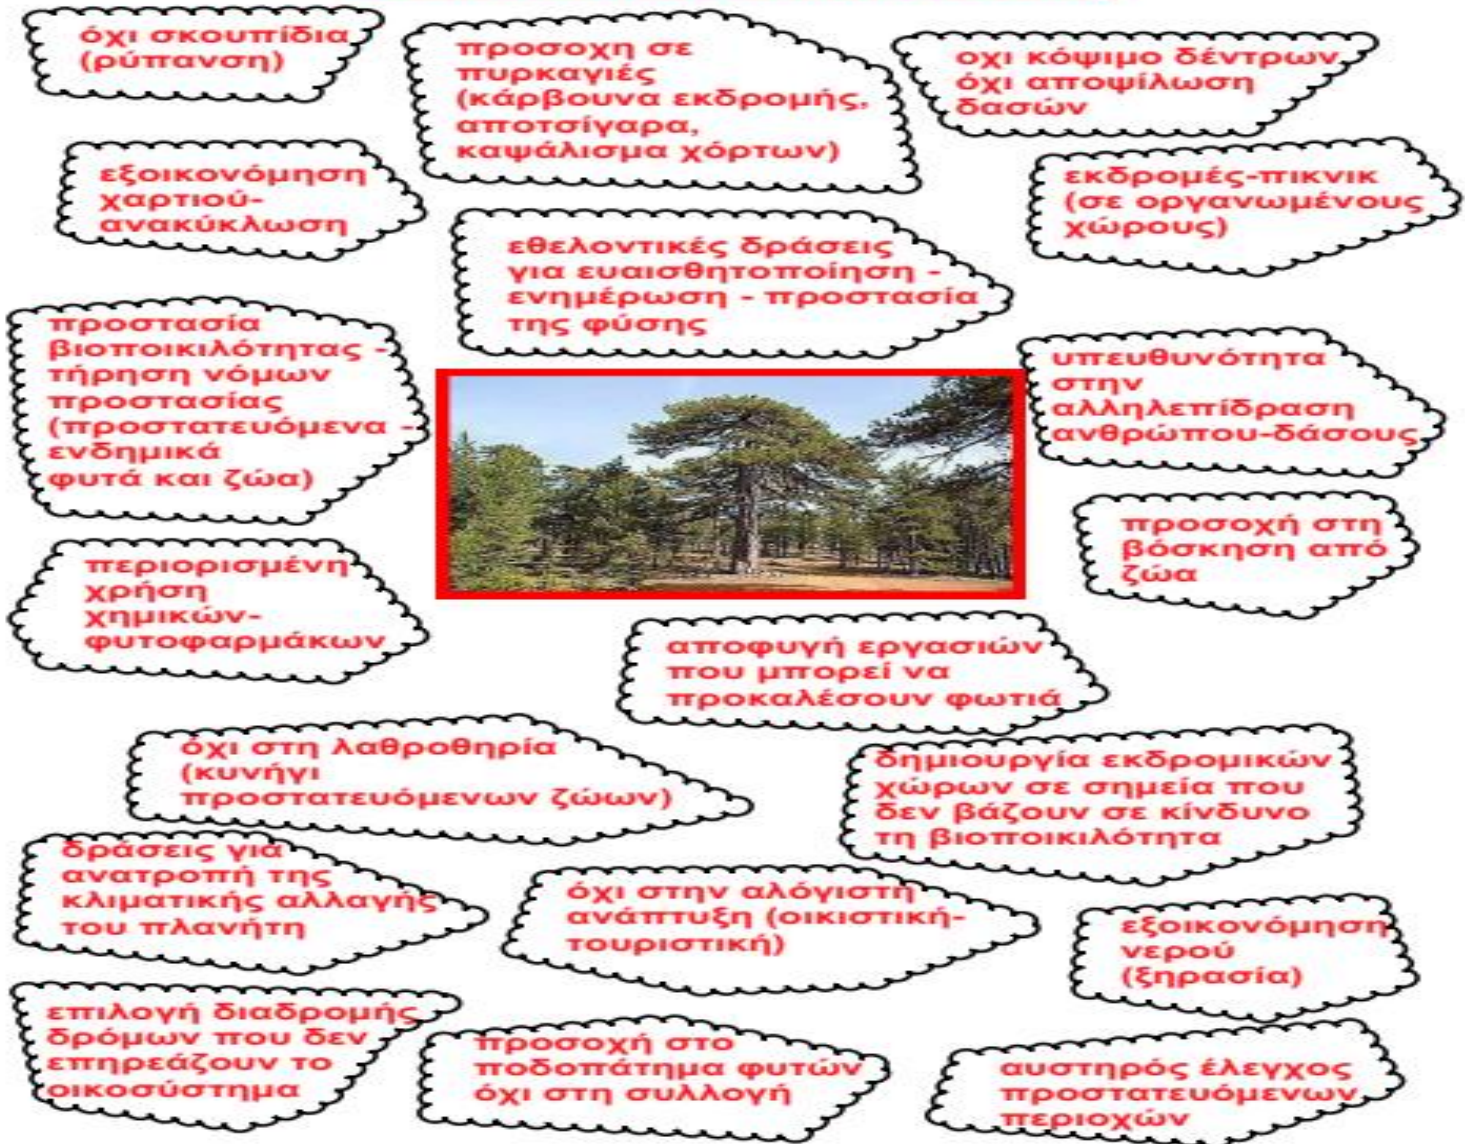 όχι σκουπίδια
(ρύπανση)
προσοχη σε
πυρκαγιές
(κάρβουνα εκδρομής,
αποτσίγαρα,
καψάλισμα χόρτων)
οχι κόψιμο δέντρων
όχι αποψίλωση
δασών
εξοικονόμηση
χαρτιού-
ανακύκλωση
εκδρομές-πικνικ
(σε οργανωμένους
χώρους)
εθελοντικές δράσεις
για ευαισθητοποίηση -
ενημέρωση - προστασία
της φύσης
προστασία
βιοποικιλότητας -
τήρηση νόμων
προστασίας
(προστατευόμενα -
ενδημικά
φυτά και ζώα)
υπευθυνότητα
στην
αλληλεπίδραση
ανθρώπου-δάσους
προσοχή στη
βόσκηση από
ζώα
περιορισμένη
χρήση
χημικών-
φυτοφαρμάκων
αποφυγή εργασιών
που μπορεί να
προκαλέσουν φωτιά
όχι στη λαθροθηρία
(κυνήγι
προστατευόμενων ζώων)
δημιουργία εκδρομικών
χώρων σε σημεία που
δεν βάζουν σε κίνδυνο
τη βιοποικιλότητα
δράσεις για
ανατροπή της
κλιματικής αλλαγής
του πλανήτη
όχι στην αλόγιστη
ανάπτυξη (οικιστική-
τουριστική)
εξοικονόμηση
νερού
(ξηρασία)
επιλογή διαδρομής
δρόμων που δεν
επηρεάζουν το
οικοσύστημα
προσοχή στο
ποδοπάτημα φυτών
όχι στη συλλογή
αυστηρός έλεγχος
προστατευόμενων
περιοχών